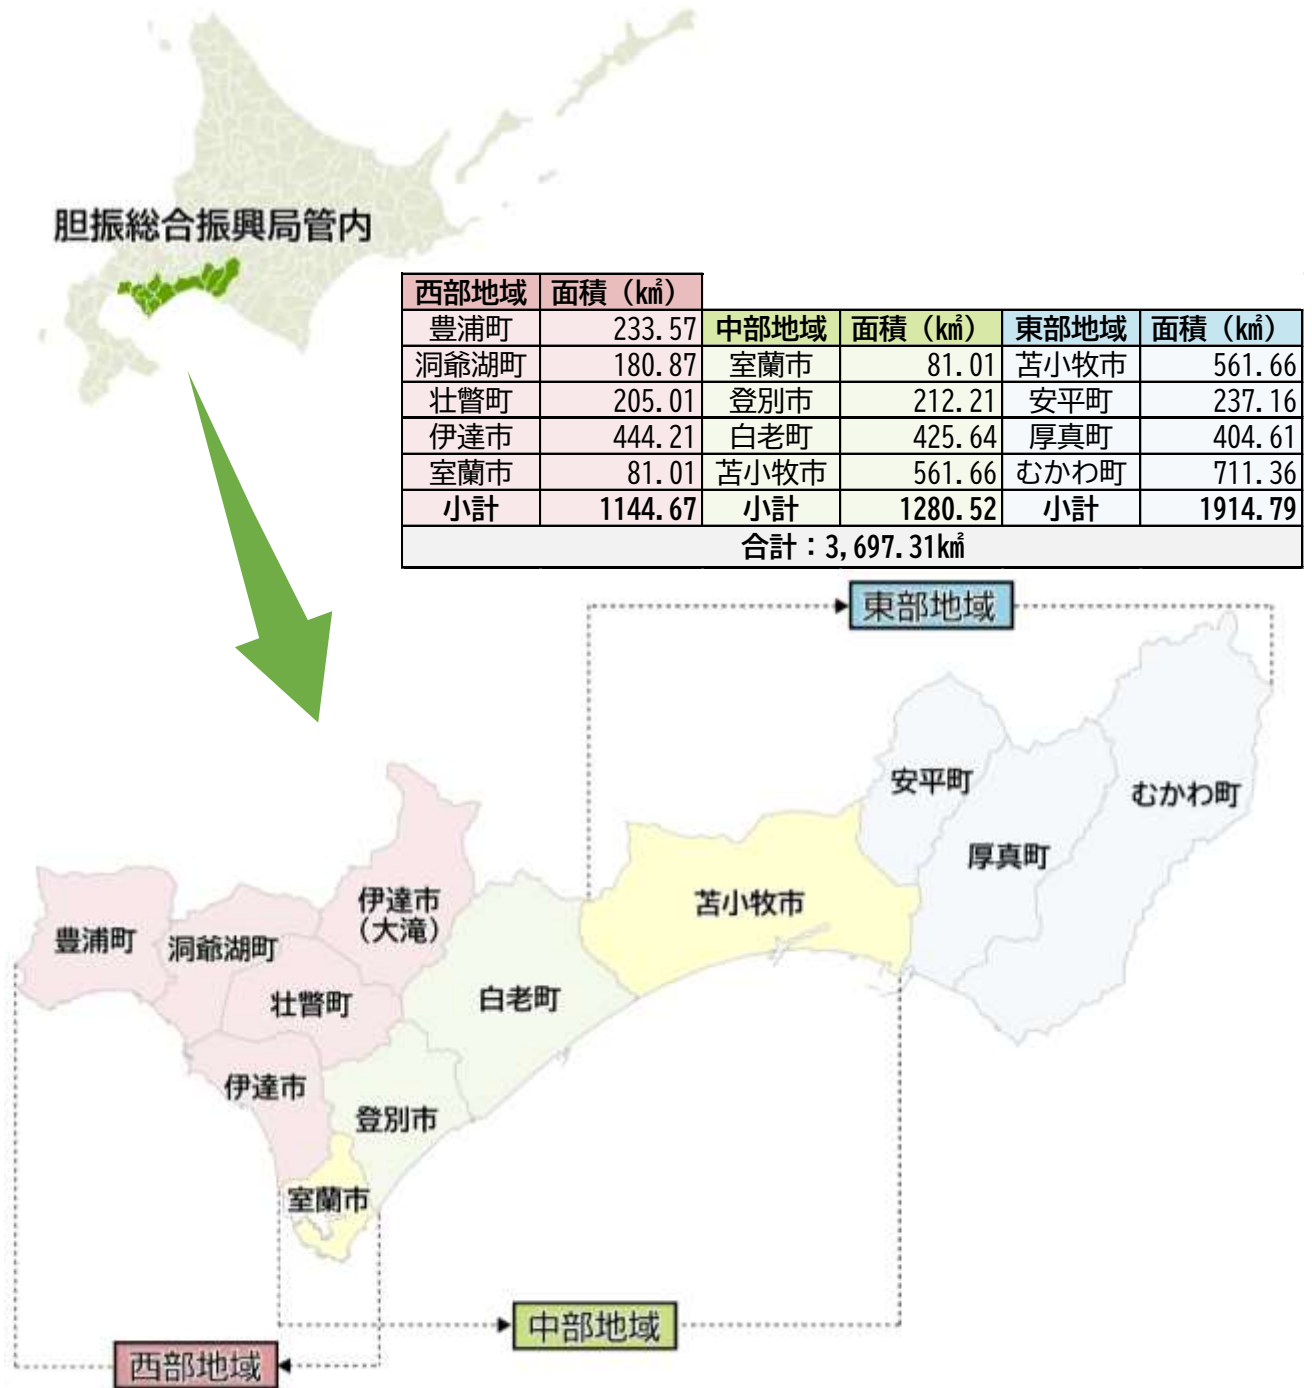 胆振総合振興局管内
西部地域 面積（㎢）
豊浦町 233.57 中部地域 面積（㎢） 東部地域 面積（㎢）
洞爺湖町 180.87 室蘭市 81.01 苫小牧市 561.66
壮瞥町 205.01 登別市 212.21 安平町 237.16
伊達市 444.21 白老町 425.64 厚真町 404.61
室蘭市 81.01 苫小牧市 561.66 むかわ町 711.36
小計 1144.67 小計 1280.52 小計 1914.79
合計：3,697.31㎢
東部地域
安平町
むかわ町
厚真町
苫小牧市
伊達市
（大滝）
豊浦町
洞爺湖町
壮瞥町
白老町
伊達市
登別市
室蘭市
中部地域
西部地域